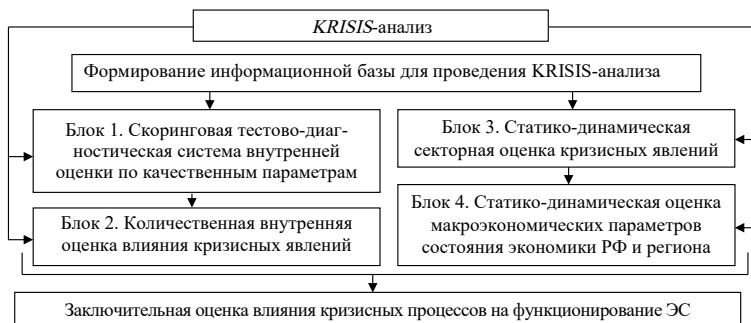 KRISIS-анализ
Формирование информационной базы для проведения KRISIS-анализа
Блок 1. Скоринговая тестово-диаг-
ностическая система внутренней
оценки по качественным параметрам
Блок 2. Количественная внутренняя
оценка влияния кризисных явлений
Блок 3. Статико-динамическая
секторная оценка кризисных явлений
Блок 4. Статико-динамическая оценка
макроэкономических параметров
состояния экономики РФ и региона
Заключительная оценка влияния кризисных процессов на функционирование ЭС